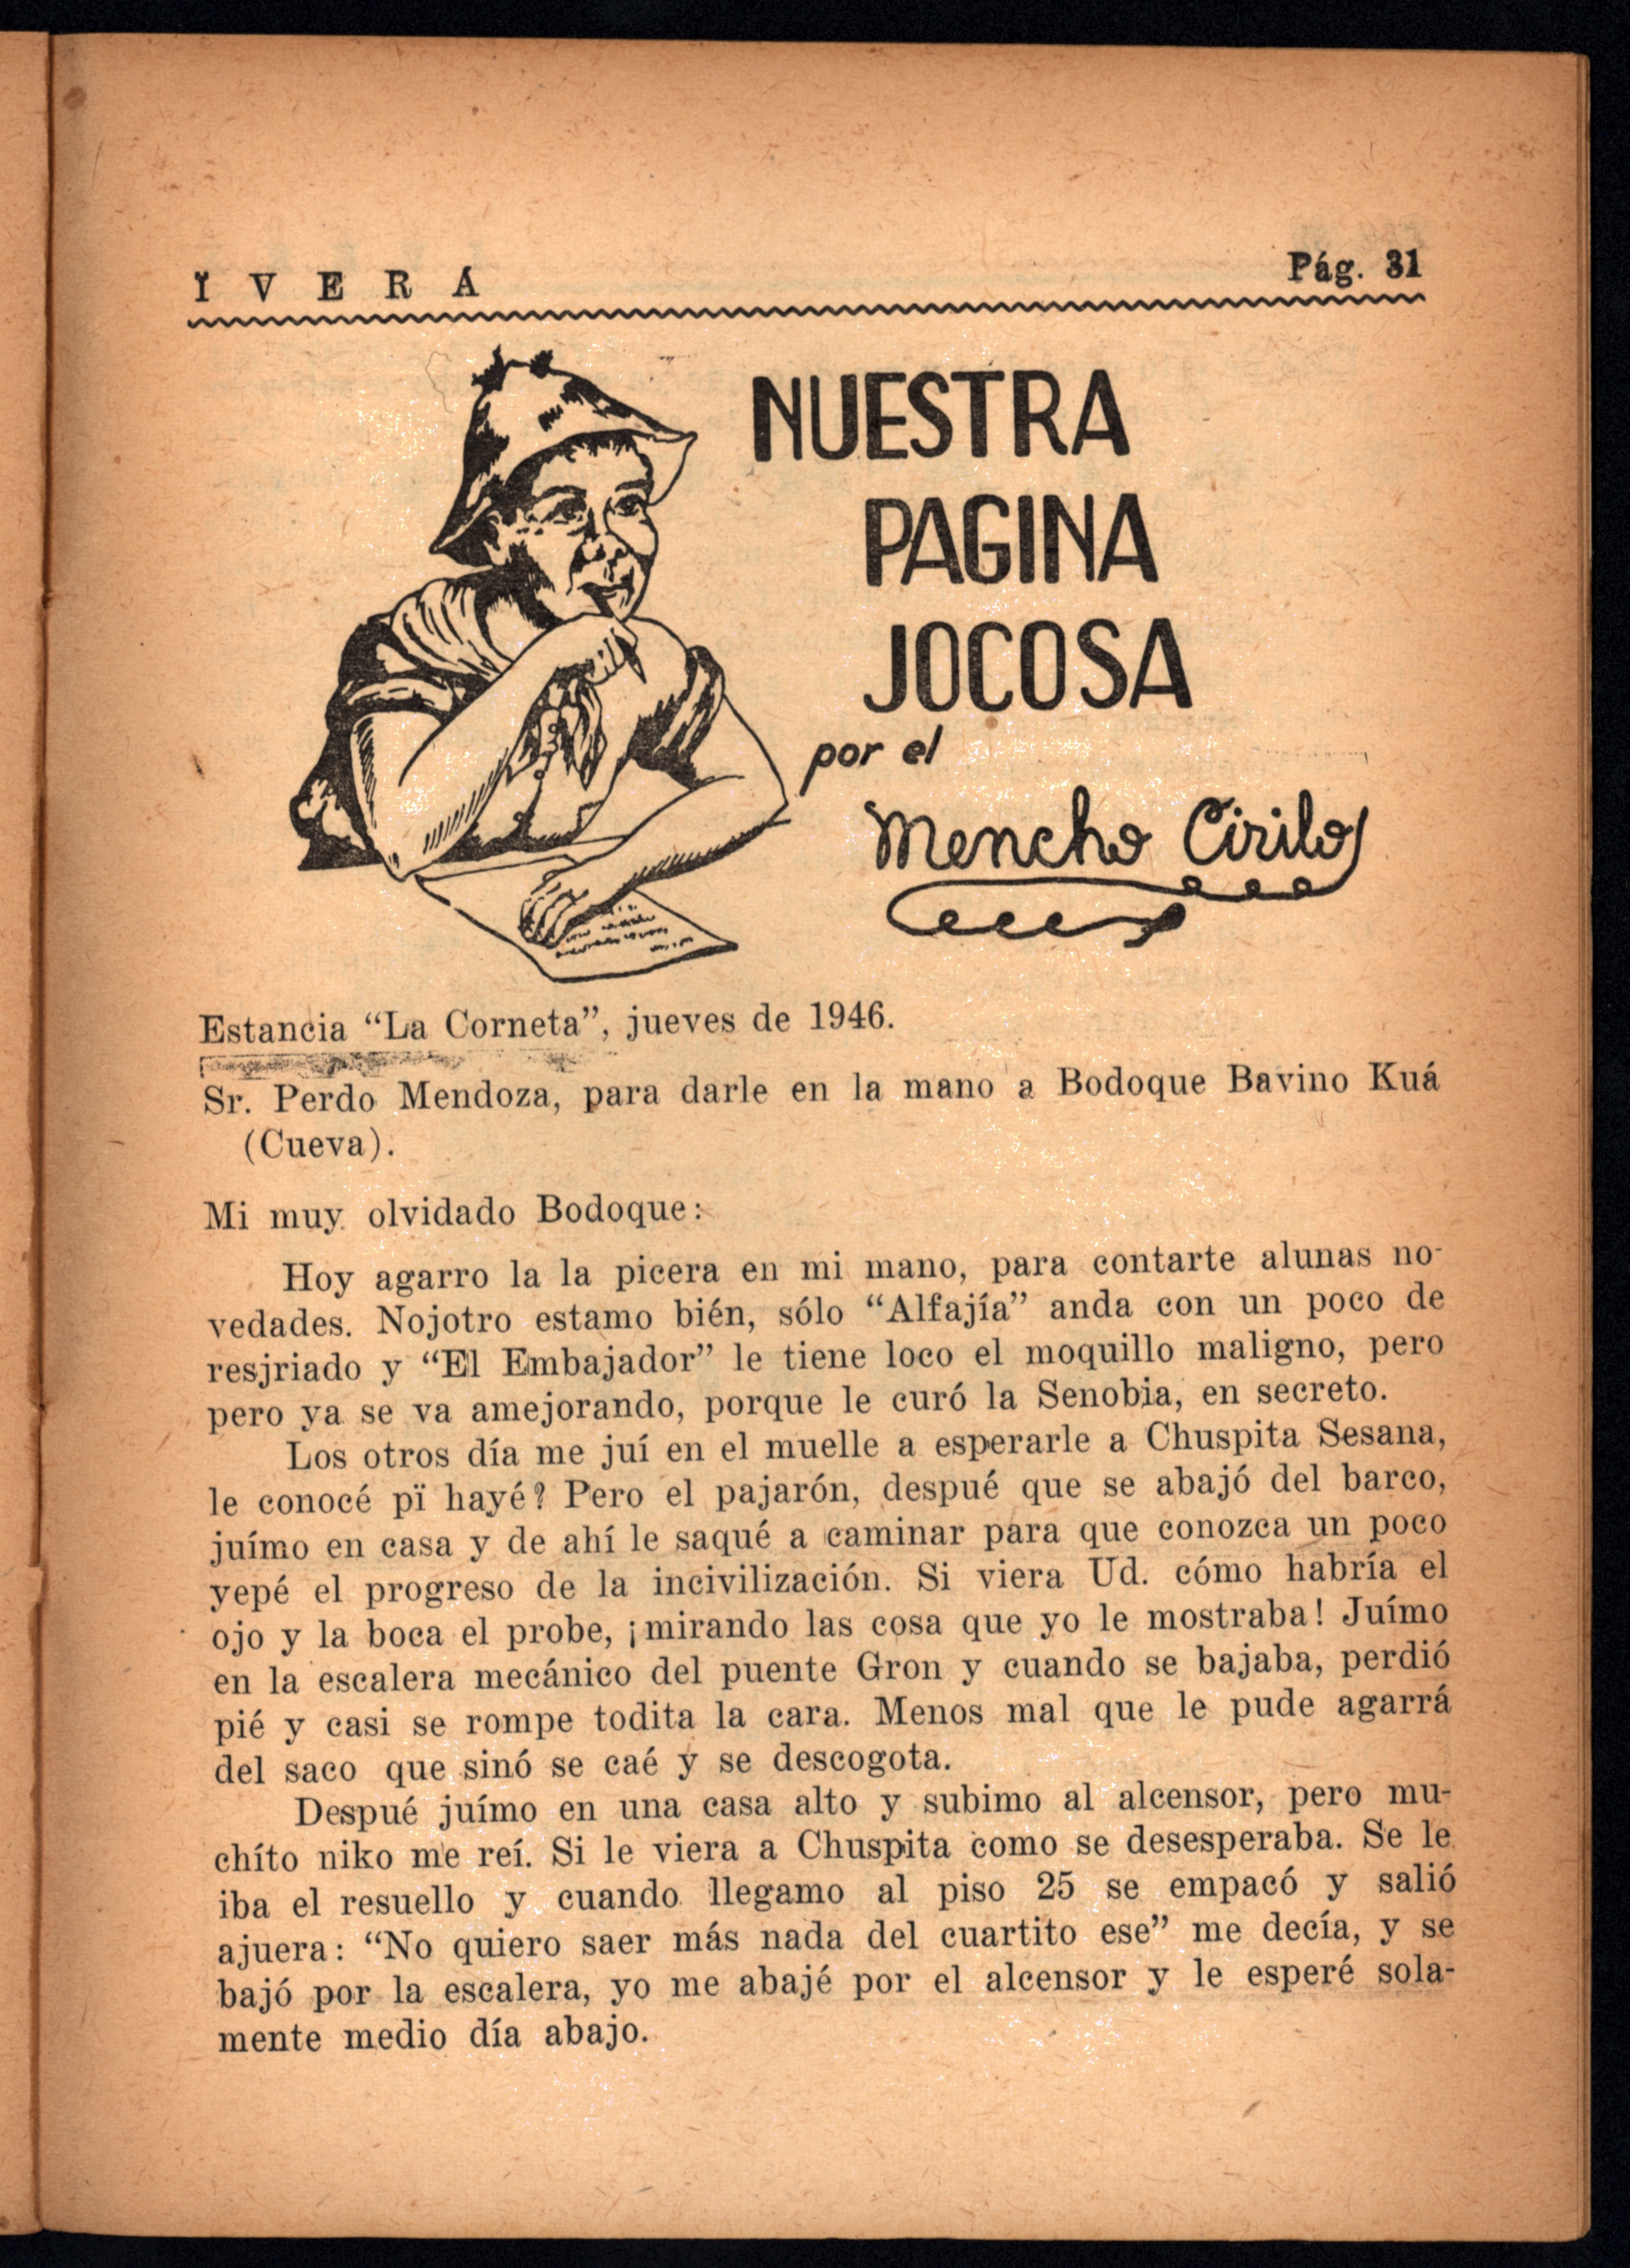 Ï V E R Á
Pág. 31
NUESTRA
PAGINA
JOCOSA
por el
Mencho Cirilo
Estancia “La Corneta”, jueves de 1946.
Sr. Perdo Mendoza, para darle en la mano a Bodoque Bavino Kuá
(Cueva).
Mi muy olvidado Bodoque:
Hoy agarro la la picera en mi mano, para contarte alunas no-
vedades. Nojotro estamo bién, sólo “Alfajía” anda con un poco de
resjriado y “El Embajador” le tiene loco el moquillo maligno, pero
pero ya se va amejorando, porque le curó la Senobia, en secreto.
Los otros día me juí en el muelle a esperarle a Chuspita Sesana,
le conocé pï hayé? Pero el pajarón, despué que se abajó del barco,
juímo en casa y de ahí le saqué a caminar para que conozca un poco
yepé el progreso de la incivilización. Si viera Ud. cómo habría el
ojo y la boca el probe, ¡mirando las cosa que yo le mostraba! Juímo
en la escalera mecánico del puente Gron y cuando se bajaba, perdió
pié y casi se rompe todita la cara. Menos mal que le pude agarrá
del saco que sinó se caé y se descogota.
Despué juímo en una casa alto y subimo al alcensor, pero mu-
chíto niko me reí. Si le viera a Chuspita como se desesperaba. Se le
iba el resuello y cuando llegamo al piso 25 se empacó y salió
ajuera: “No quiero saer más nada del cuartito ese” me decía, y se
bajó por la escalera, yo me abajé por el alcensor y le esperé sola-
mente medio día abajo.